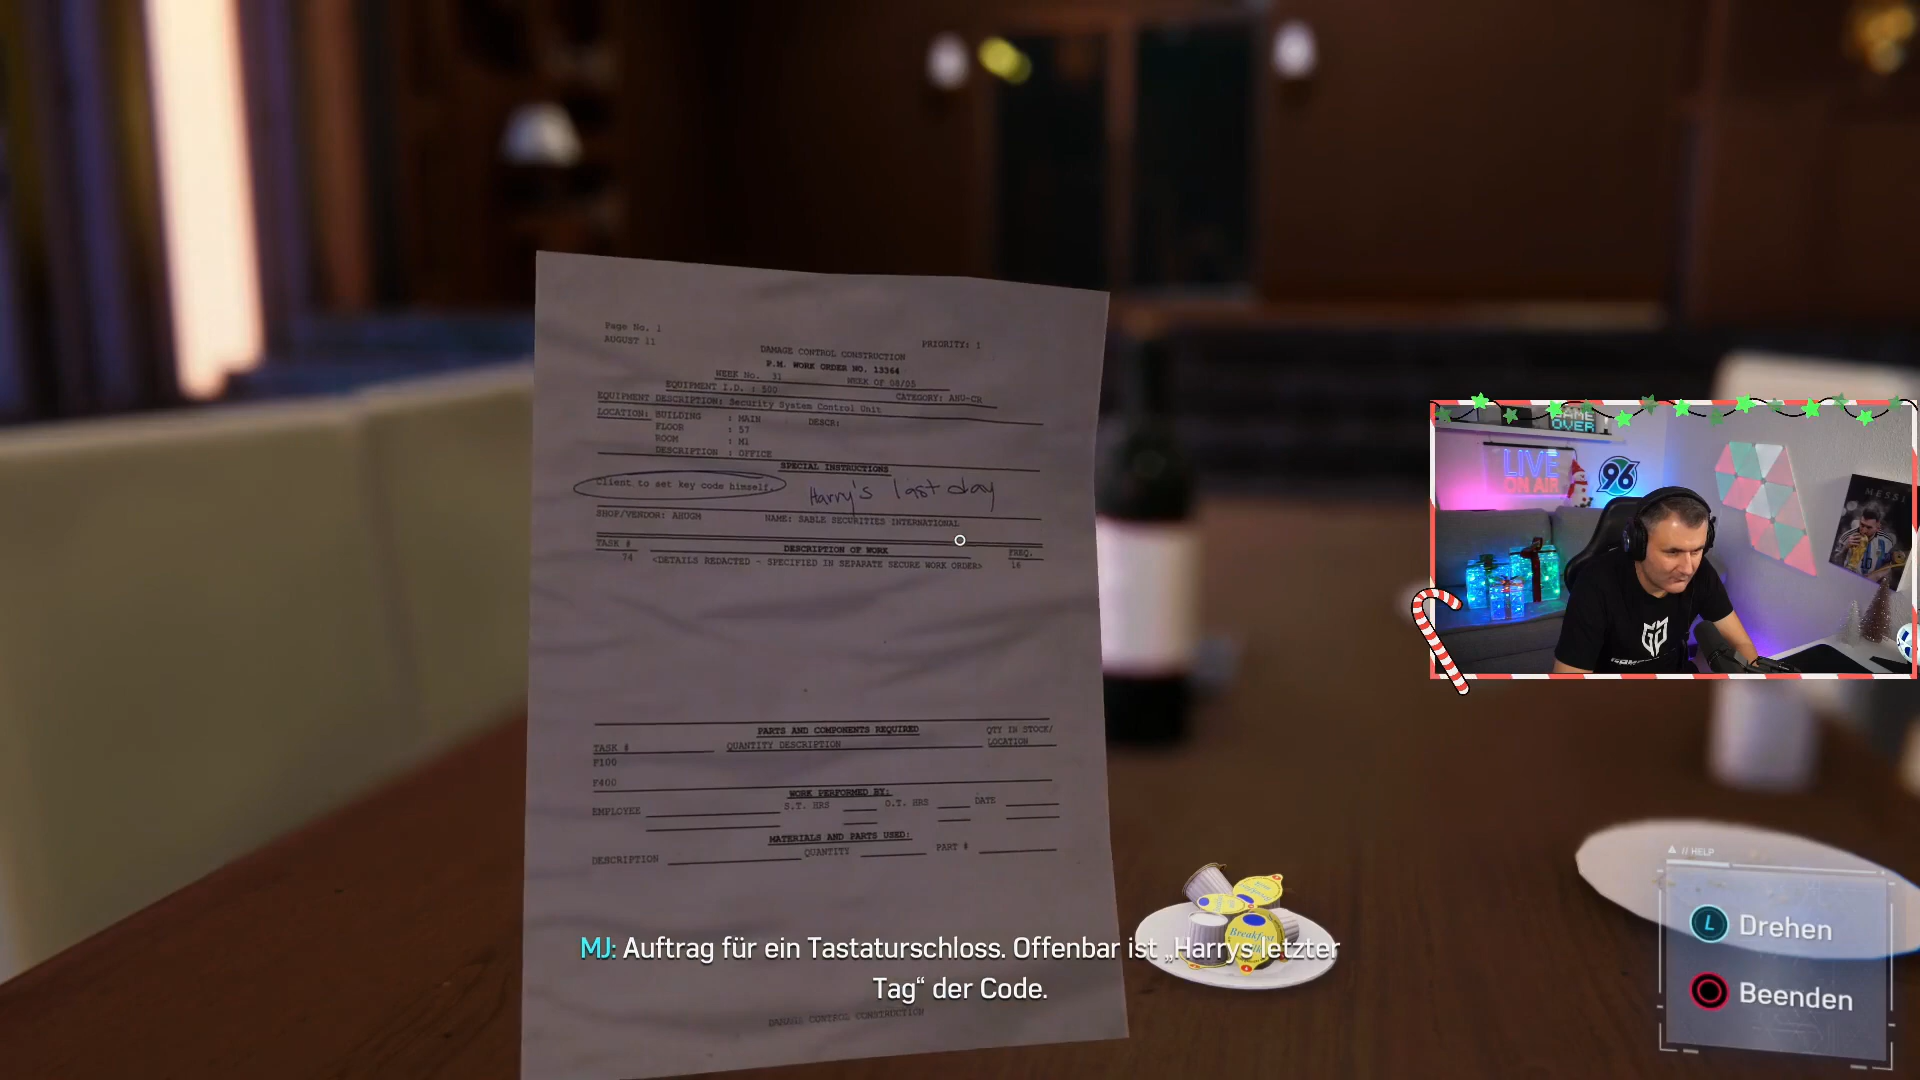 Page No. 1
AUGUST 11
PRIORITY: 1
DAMAGE CONTROL CONSTRUCTION
P.M. WORK ORDER NO. 13364
WEEK No. 31 WEEK OF 08/05
EQUIPMENT I.D. : 500 CATEGORY: AHU-CR
EQUIPMENT DESCRIPTION: Security System Control Unit
LOCATION: BUILDING : MAIN DESCR:
FLOOR : 57
ROOM : M1
DESCRIPTION : OFFICE
SPECIAL INSTRUCTIONS
Client to set key code himself. Harry's last day
SHOP/VENDOR: AHUGM NAME: SABLE SECURITIES INTERNATIONAL
TASK # DESCRIPTION OF WORK FREQ.
74 <DETAILS REDACTED - SPECIFIED IN SEPARATE SECURE WORK ORDER> 16
PARTS AND COMPONENTS REQUIRED QTY IN STOCK/
TASK # QUANTITY DESCRIPTION LOCATION
F100
F400
WORK PERFORMED BY:
EMPLOYEE S.T. HRS O.T. HRS DATE
MATERIALS AND PARTS USED:
DESCRIPTION QUANTITY PART #
DAMAGE CONTROL CONSTRUCTION
MJ: Auftrag für ein Tastaturschloss. Offenbar ist „Harrys letzter
Tag“ der Code.
Breakfast
GAME
OVER
LIVE
ON AIR
96
MESSI
// HELP
L Drehen
Beenden